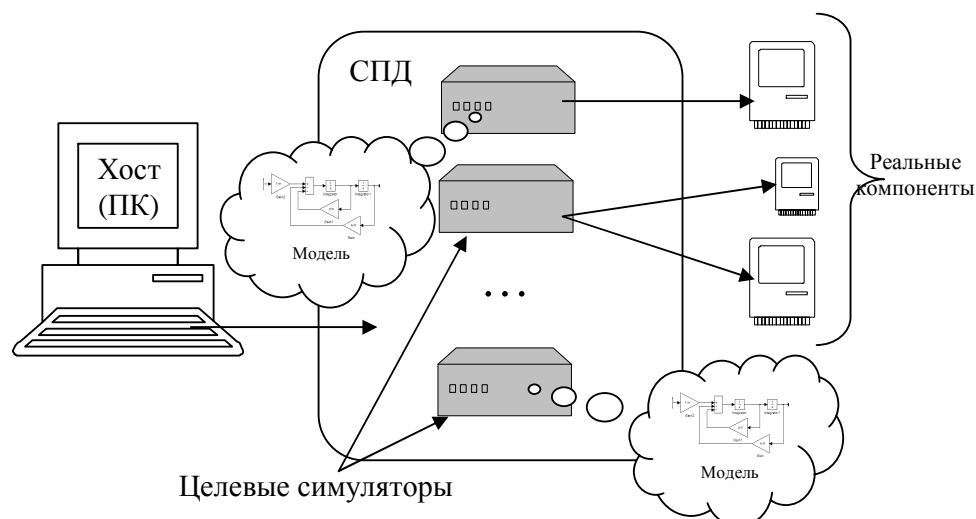 СПД
Хост
(ПК)
Модель
Реальные
компоненты
Целевые симуляторы
Модель